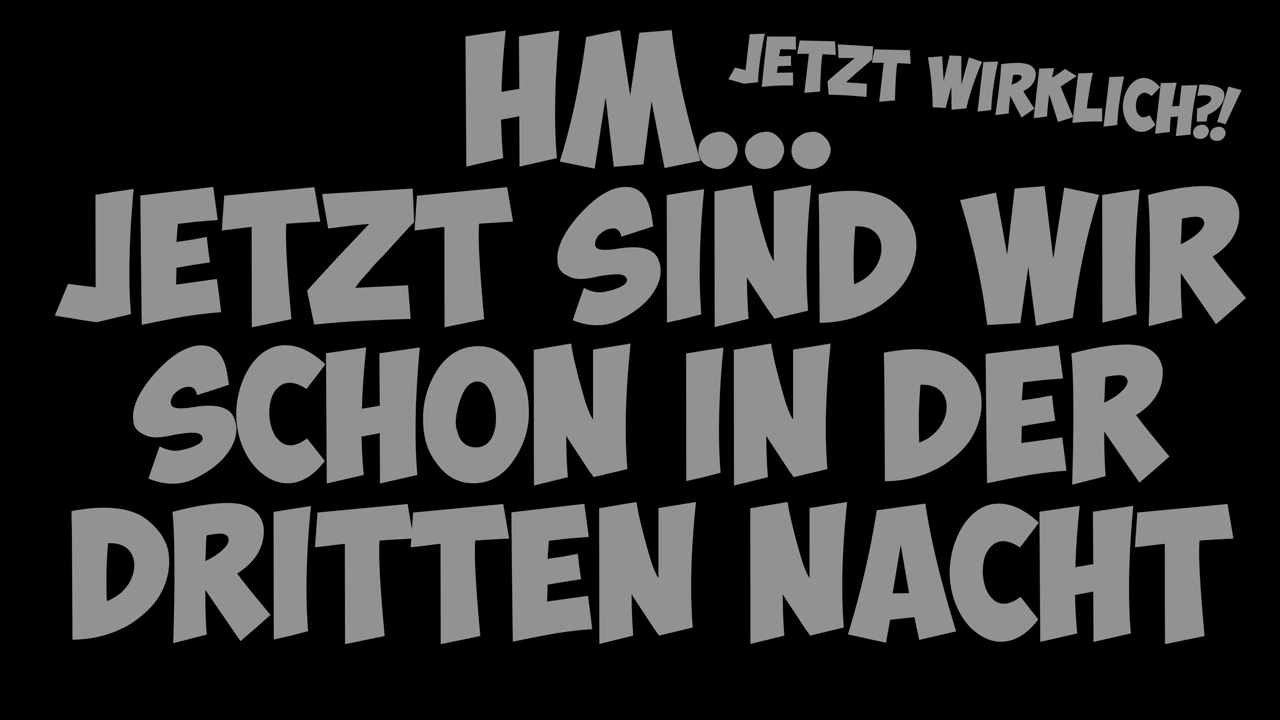 HM...
JETZT WIRKLICH?!
JETZT SIND WIR
SCHON IN DER
DRITTEN NACHT